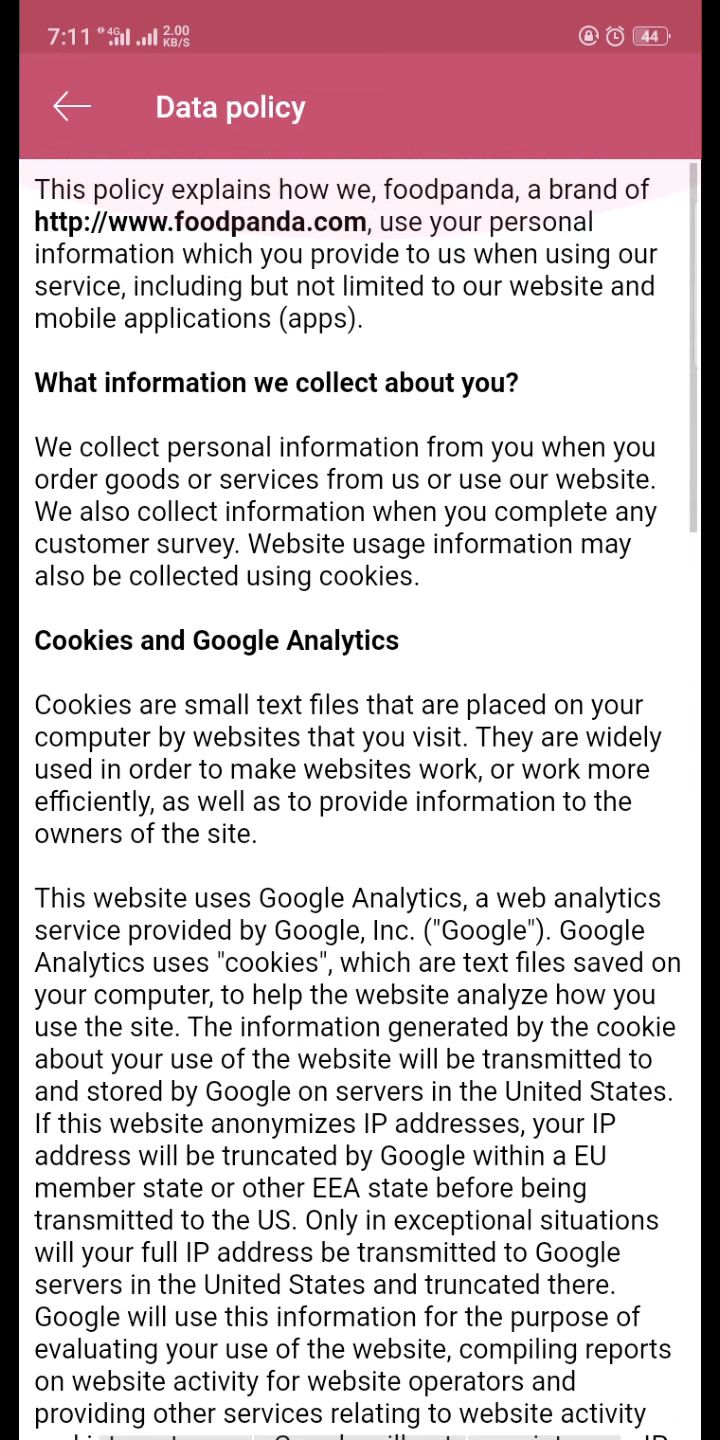 7:11 4G 2.00 KB/S 44
Data policy
This policy explains how we, foodpanda, a brand of
http://www.foodpanda.com, use your personal
information which you provide to us when using our
service, including but not limited to our website and
mobile applications (apps).
What information we collect about you?
We collect personal information from you when you
order goods or services from us or use our website.
We also collect information when you complete any
customer survey. Website usage information may
also be collected using cookies.
Cookies and Google Analytics
Cookies are small text files that are placed on your
computer by websites that you visit. They are widely
used in order to make websites work, or work more
efficiently, as well as to provide information to the
owners of the site.
This website uses Google Analytics, a web analytics
service provided by Google, Inc. ("Google"). Google
Analytics uses "cookies", which are text files saved on
your computer, to help the website analyze how you
use the site. The information generated by the cookie
about your use of the website will be transmitted to
and stored by Google on servers in the United States.
If this website anonymizes IP addresses, your IP
address will be truncated by Google within a EU
member state or other EEA state before being
transmitted to the US. Only in exceptional situations
will your full IP address be transmitted to Google
servers in the United States and truncated there.
Google will use this information for the purpose of
evaluating your use of the website, compiling reports
on website activity for website operators and
providing other services relating to website activity